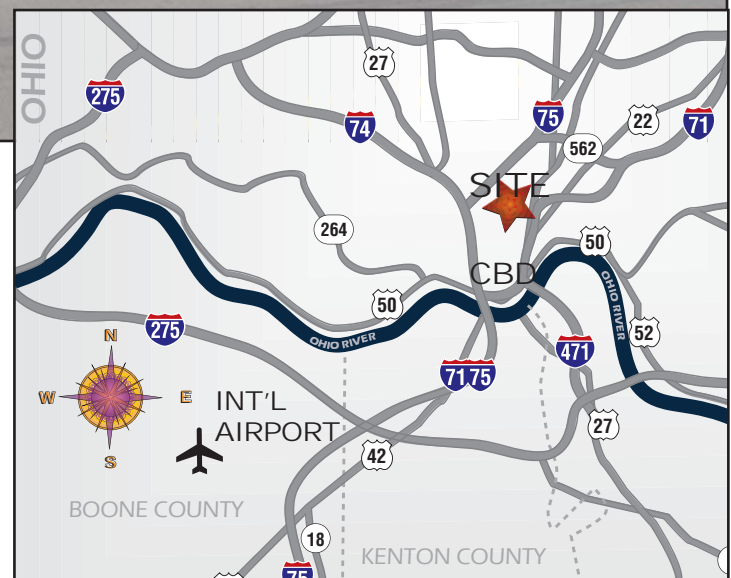 OHIO
27
275
74
75
22
71
562
SITE
264
50
CBD
50
OHIO RIVER
275
OHIO RIVER
52
N
471
71
75
W
E
INT'L
AIRPORT
27
S
42
BOONE COUNTY
18
KENTON COUNTY
75